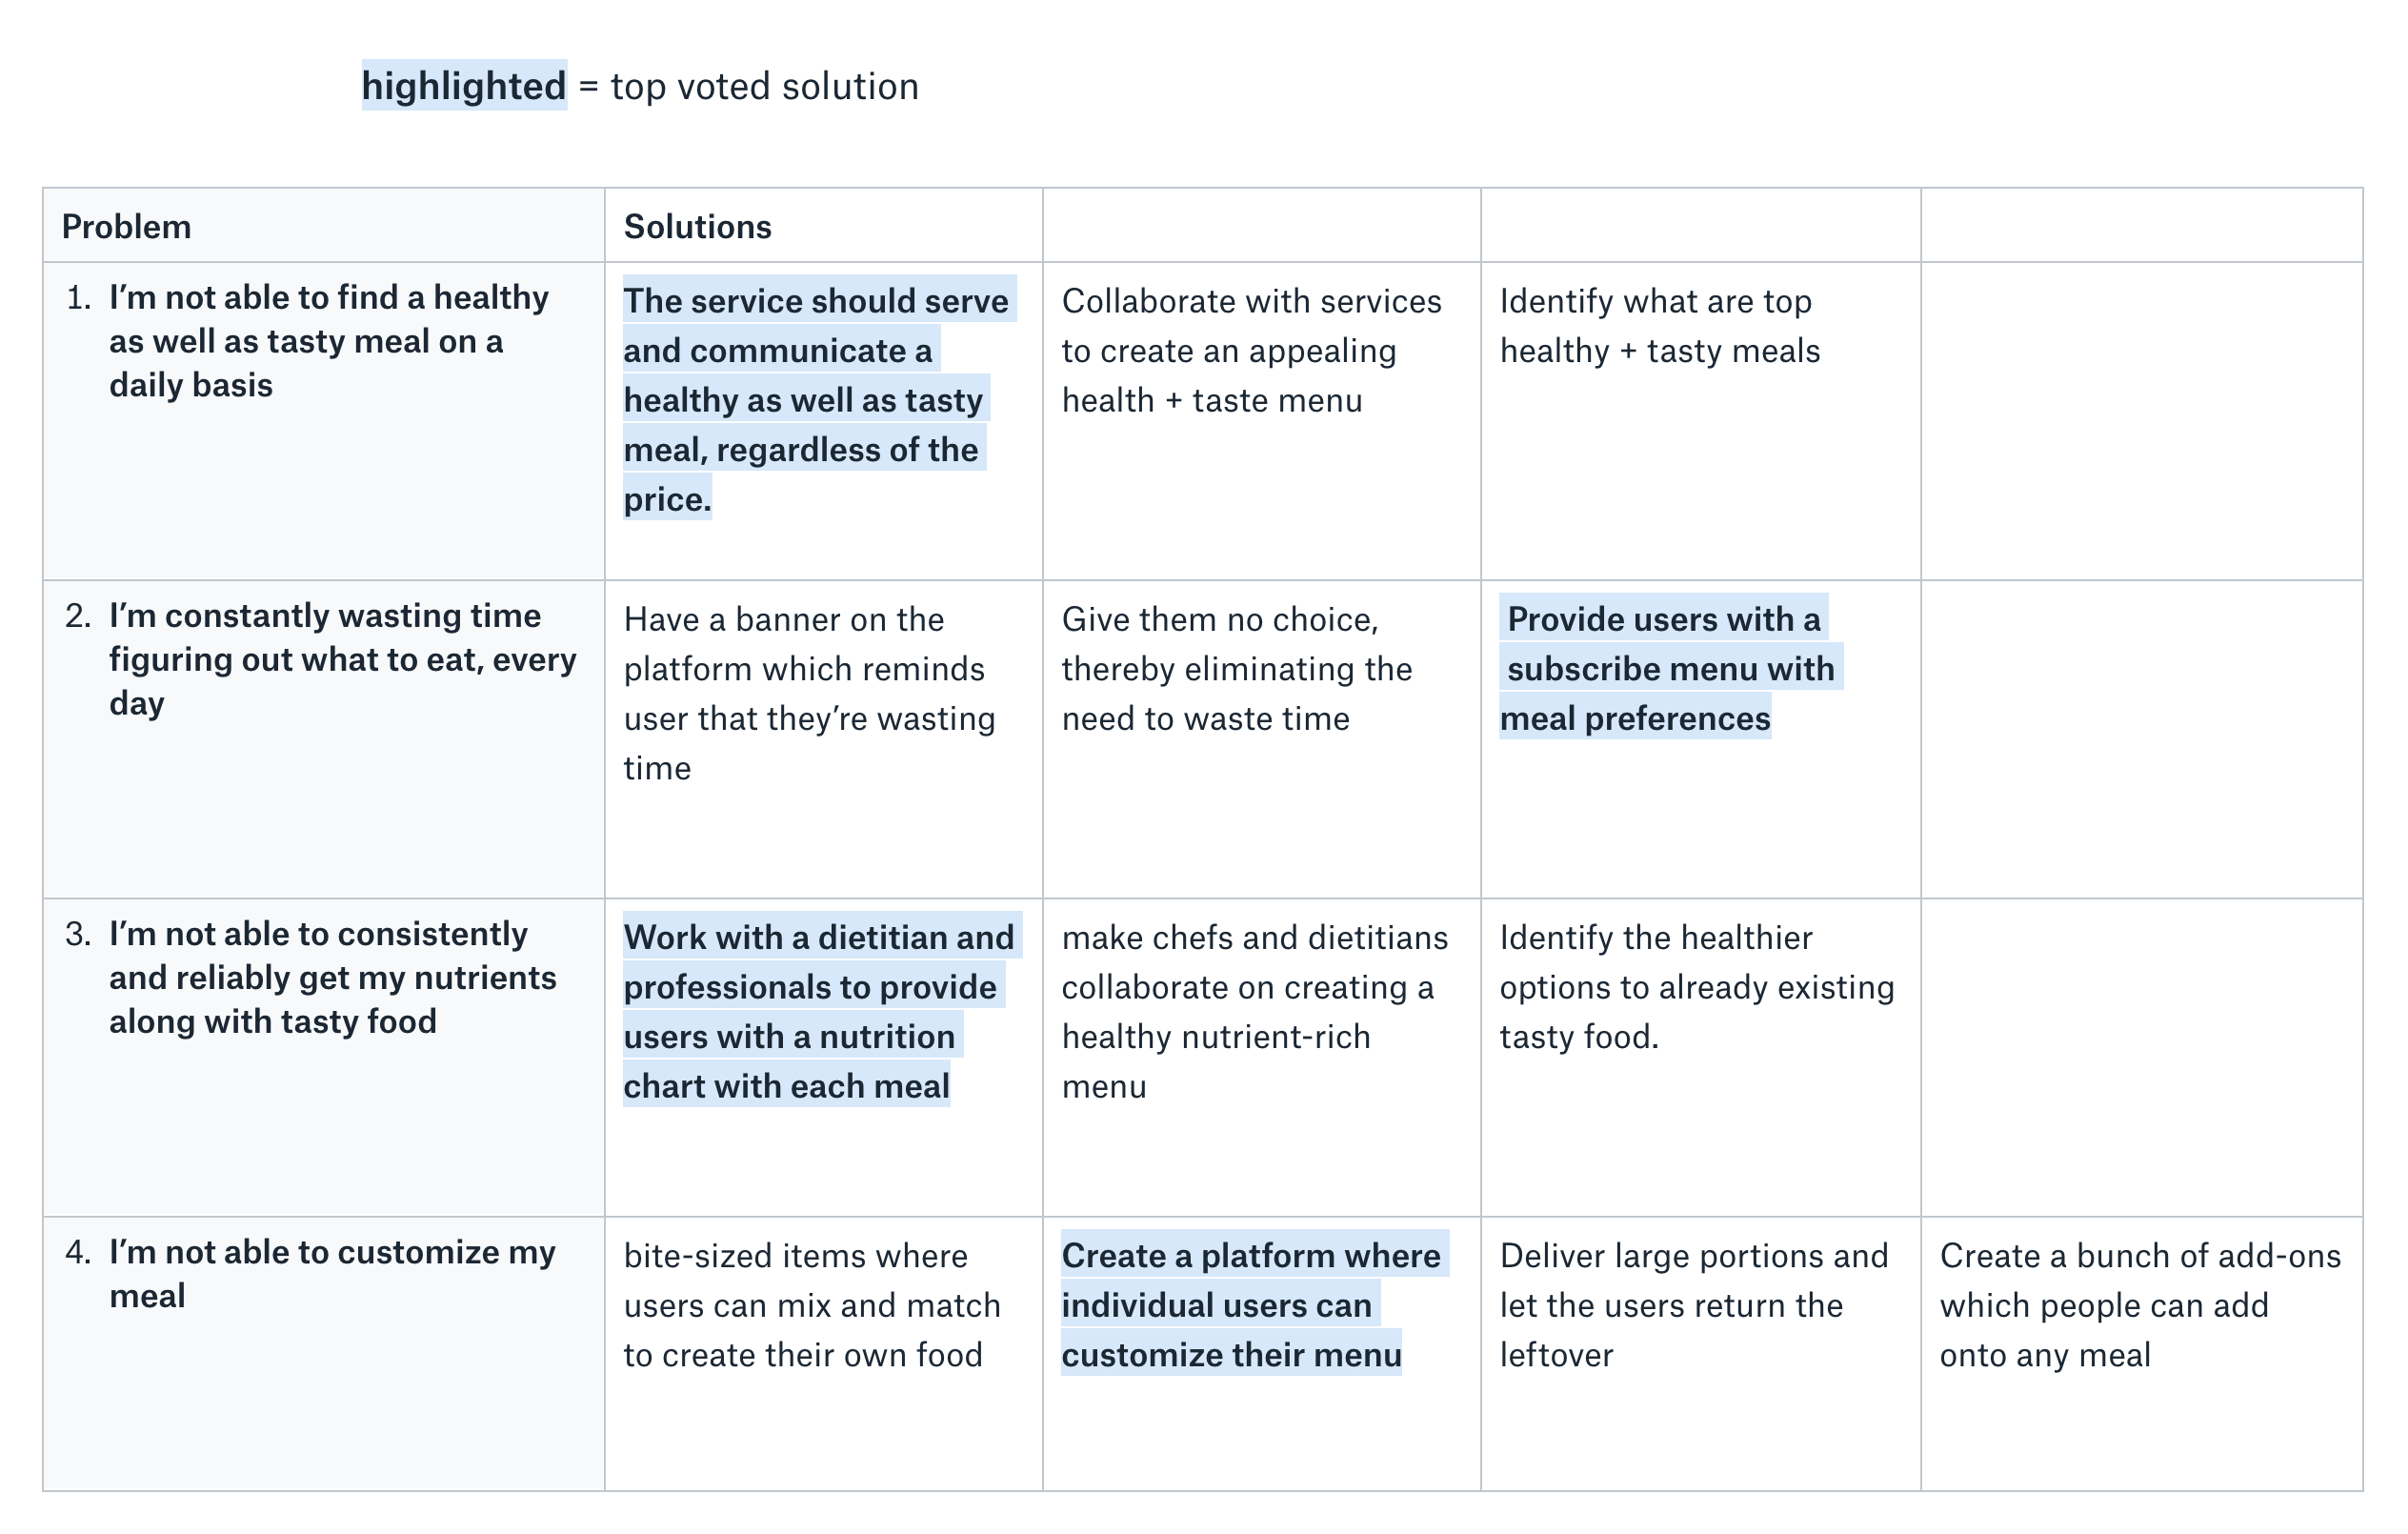 highlighted = top voted solution
Problem
Solutions
1. I’m not able to find a healthy
as well as tasty meal on a
daily basis
The service should serve
and communicate a
healthy as well as tasty
meal, regardless of the
price.
Collaborate with services
to create an appealing
health + taste menu
Identify what are top
healthy + tasty meals
2. I’m constantly wasting time
figuring out what to eat, every
day
Have a banner on the
platform which reminds
user that they’re wasting
time
Give them no choice,
thereby eliminating the
need to waste time
Provide users with a
subscribe menu with
meal preferences
3. I’m not able to consistently
and reliably get my nutrients
along with tasty food
Work with a dietitian and
professionals to provide
users with a nutrition
chart with each meal
make chefs and dietitians
collaborate on creating a
healthy nutrient-rich
menu
Identify the healthier
options to already existing
tasty food.
4. I’m not able to customize my
meal
bite-sized items where
users can mix and match
to create their own food
Create a platform where
individual users can
customize their menu
Deliver large portions and
let the users return the
leftover
Create a bunch of add-ons
which people can add
onto any meal